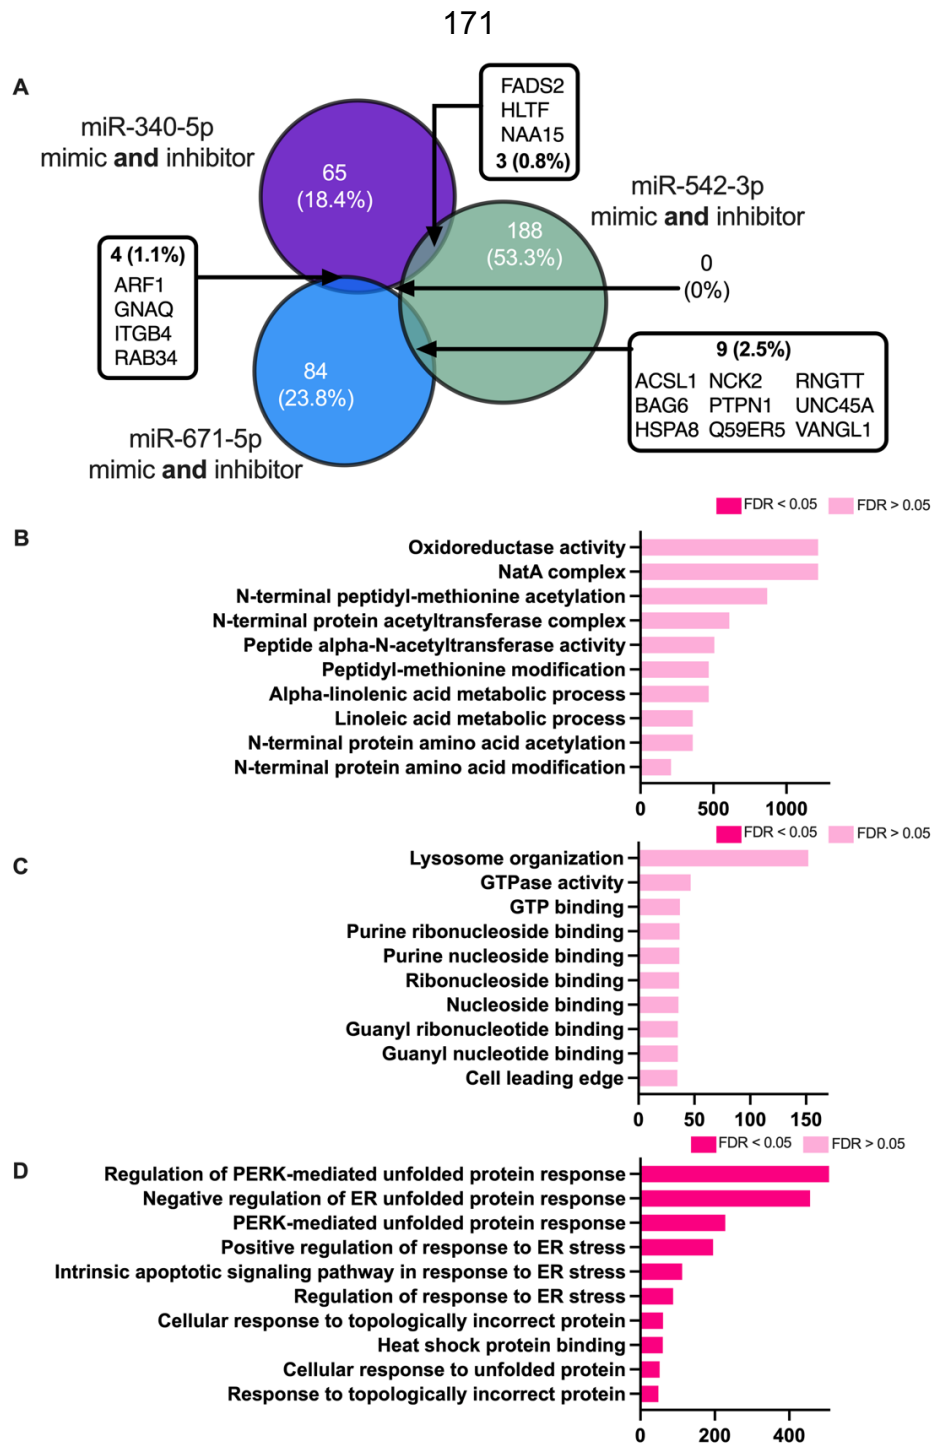 171
A
miR-340-5p
mimic and inhibitor
65
(18.4%)
FADS2
HLTF
NAA15
3 (0.8%)
miR-542-3p
mimic and inhibitor
188
(53.3%)
0
(0%)
4 (1.1%)
ARF1
GNAQ
ITGB4
RAB34
84
(23.8%)
miR-671-5p
mimic and inhibitor
9 (2.5%)
ACSL1 NCK2 RNGTT
BAG6 PTPN1 UNC45A
HSPA8 Q59ER5 VANGL1
FDR < 0.05 FDR > 0.05
B
Oxidoreductase activity
NatA complex
N-terminal peptidyl-methionine acetylation
N-terminal protein acetyltransferase complex
Peptide alpha-N-acetyltransferase activity
Peptidyl-methionine modification
Alpha-linolenic acid metabolic process
Linoleic acid metabolic process
N-terminal protein amino acid acetylation
N-terminal protein amino acid modification
0 500 1000
FDR < 0.05 FDR > 0.05
C
Lysosome organization
GTPase activity
GTP binding
Purine ribonucleoside binding
Purine nucleoside binding
Ribonucleoside binding
Nucleoside binding
Guanyl ribonucleotide binding
Guanyl nucleotide binding
Cell leading edge
0 50 100 150
FDR < 0.05 FDR > 0.05
D
Regulation of PERK-mediated unfolded protein response
Negative regulation of ER unfolded protein response
PERK-mediated unfolded protein response
Positive regulation of response to ER stress
Intrinsic apoptotic signaling pathway in response to ER stress
Regulation of response to ER stress
Cellular response to topologically incorrect protein
Heat shock protein binding
Cellular response to unfolded protein
Response to topologically incorrect protein
0 200 400